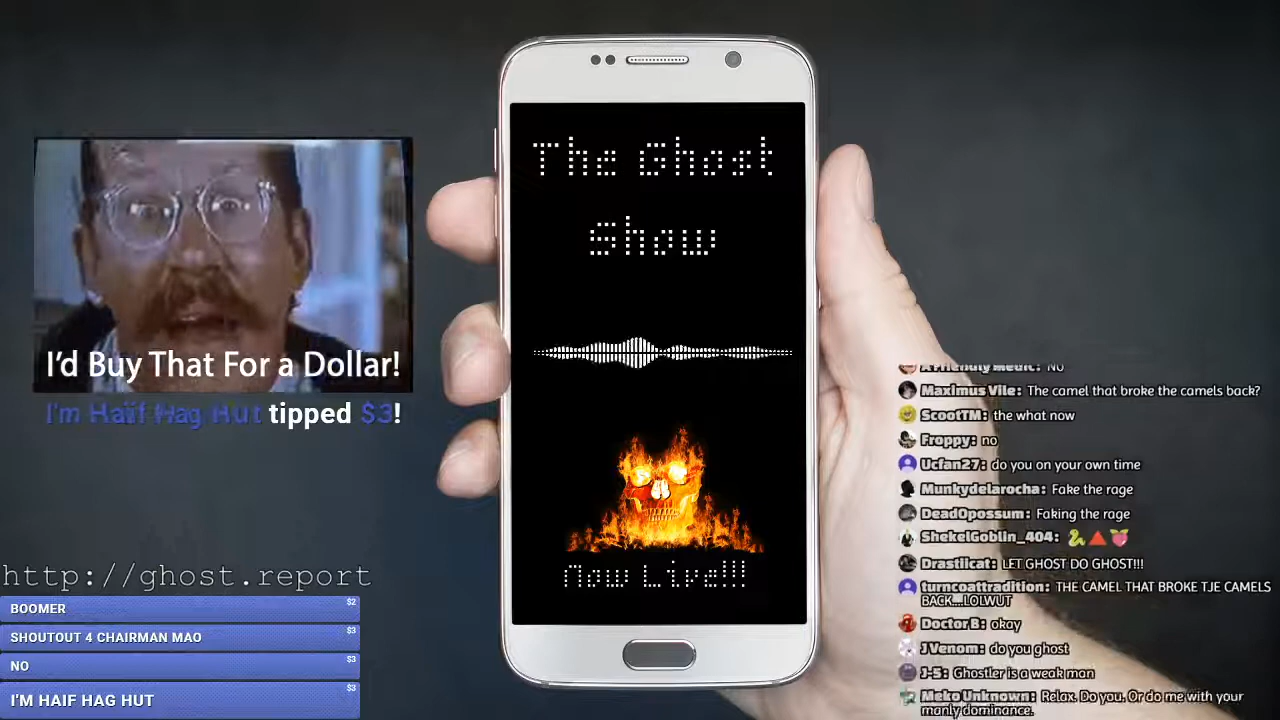 The Ghost
Show
Now Live!!!
I'd Buy That For a Dollar!
I'm Haif Hag Hut tipped $3!
http://ghost.report
BOOMER $2
SHOUTOUT 4 CHAIRMAN MAO $3
NO $3
I'M HAIF HAG HUT $3
A Friendly Medic: No
Maximus Vile: The camel that broke the camels back?
ScootTM: the what now
Froppy: no
Ucfan27: do you on your own time
Munkydelarocha: Fake the rage
DeadOpossum: Faking the rage
ShekelGoblin_404: 🐍🔺🍑
Drastiicat: LET GHOST DO GHOST!!!
turncoattradition: THE CAMEL THAT BROKE TJE CAMELS
BACK....LOLWUT
DoctorB: okay
JVenom: do you ghost
J-S: Ghostler is a weak man
Meko Unknown: Relax. Do you. Or do me with your
manly dominance.